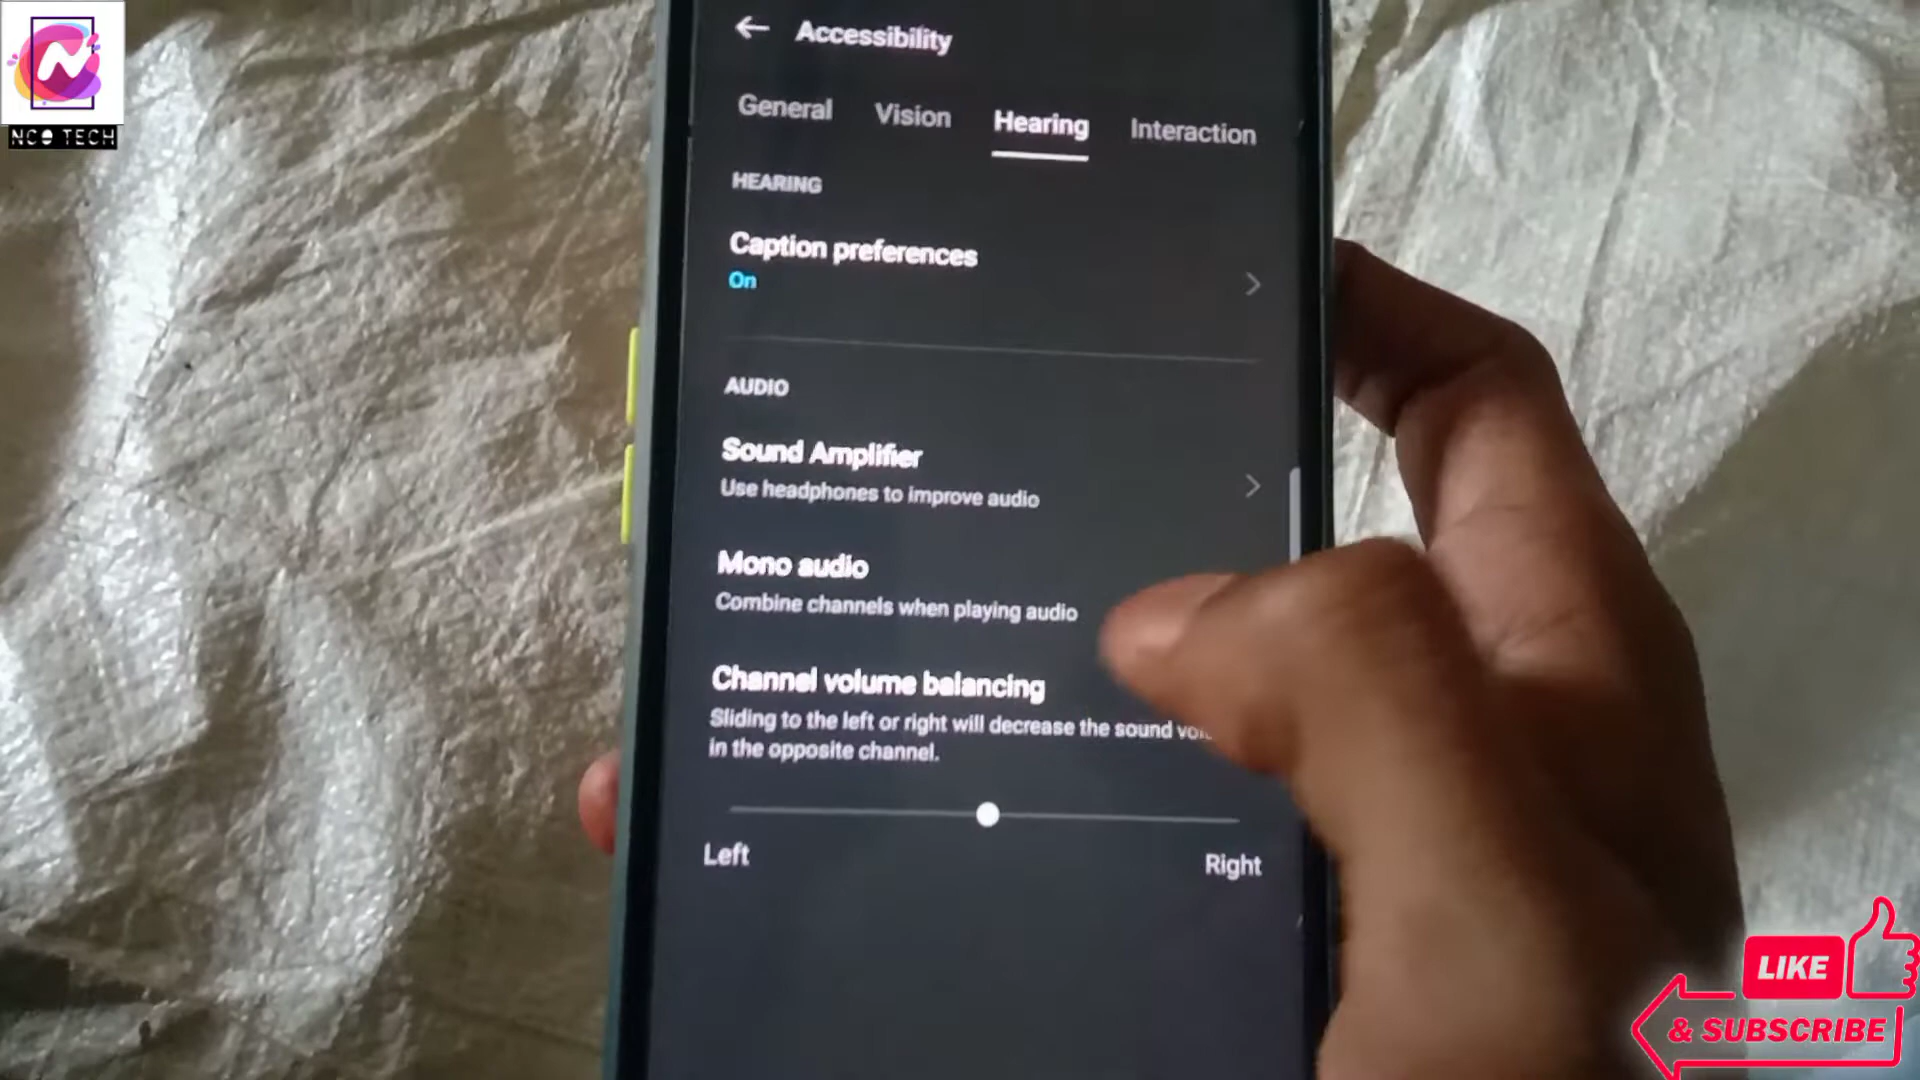 NCO TECH
Accessibility
General Vision Hearing Interaction
HEARING
Caption preferences
On
AUDIO
Sound Amplifier
Use headphones to improve audio
Mono audio
Combine channels when playing audio
Channel volume balancing
Sliding to the left or right will decrease the sound
in the opposite channel.
Left Right
LIKE
& SUBSCRIBE